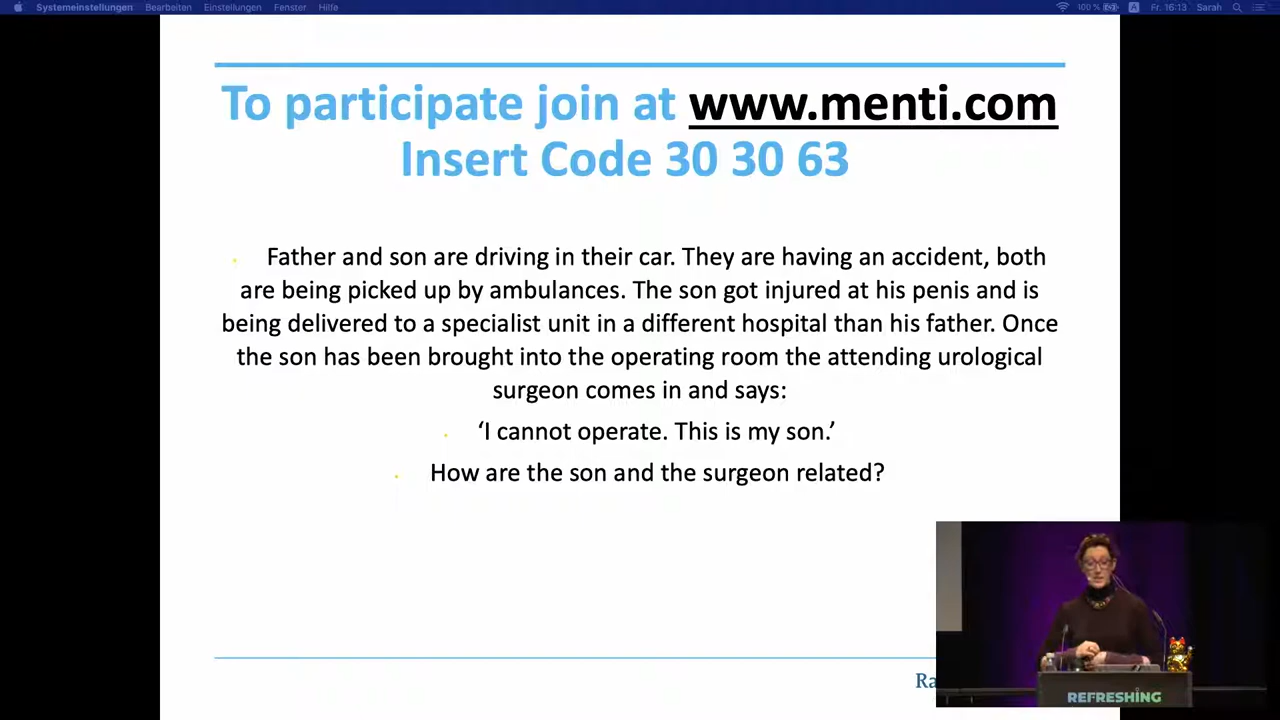 Systemeinstellungen Bearbeiten Einstellungen Fenster Hilfe 100 % A Fr. 16:13 Sarah
To participate join at www.menti.com
Insert Code 30 30 63
Father and son are driving in their car. They are having an accident, both
are being picked up by ambulances. The son got injured at his penis and is
being delivered to a specialist unit in a different hospital than his father. Once
the son has been brought into the operating room the attending urological
surgeon comes in and says:
‘I cannot operate. This is my son.’
How are the son and the surgeon related?
REFRESHING